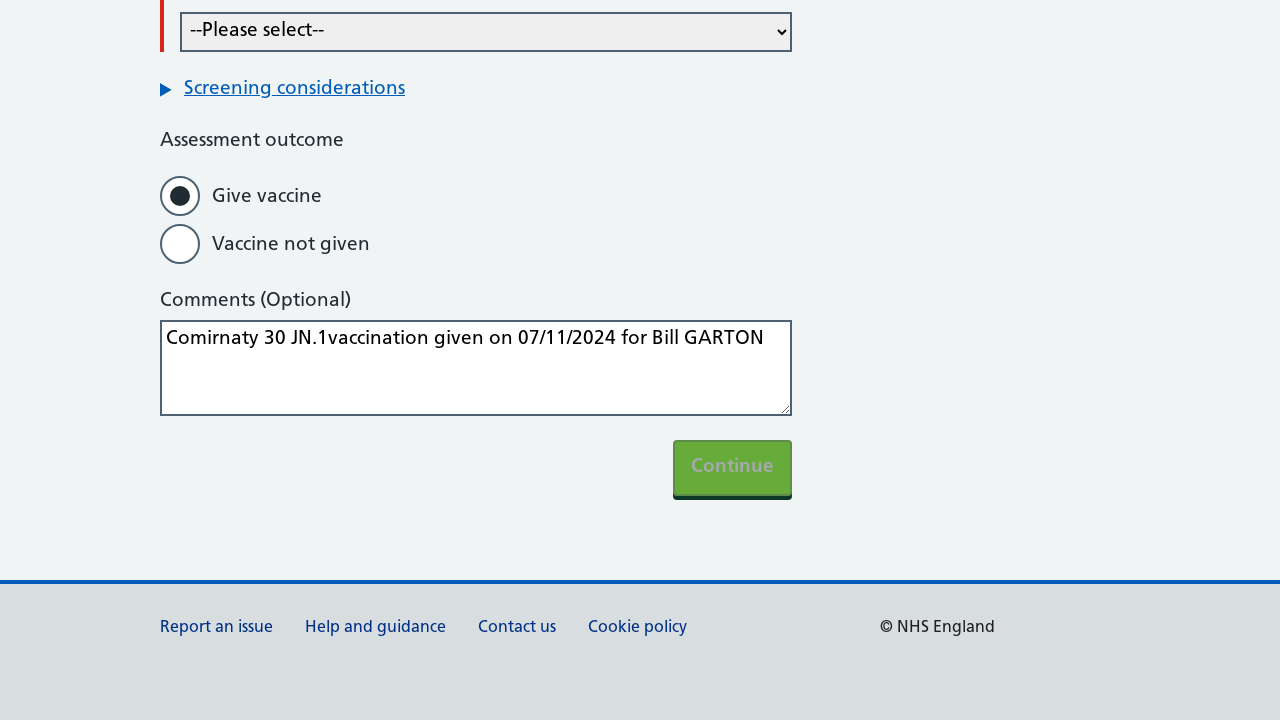 --Please select--
Screening considerations
Assessment outcome
Give vaccine
Vaccine not given
Comments (Optional)
Comirnaty 30 JN.1vaccination given on 07/11/2024 for Bill GARTON
Continue
Report an issue Help and guidance Contact us Cookie policy © NHS England